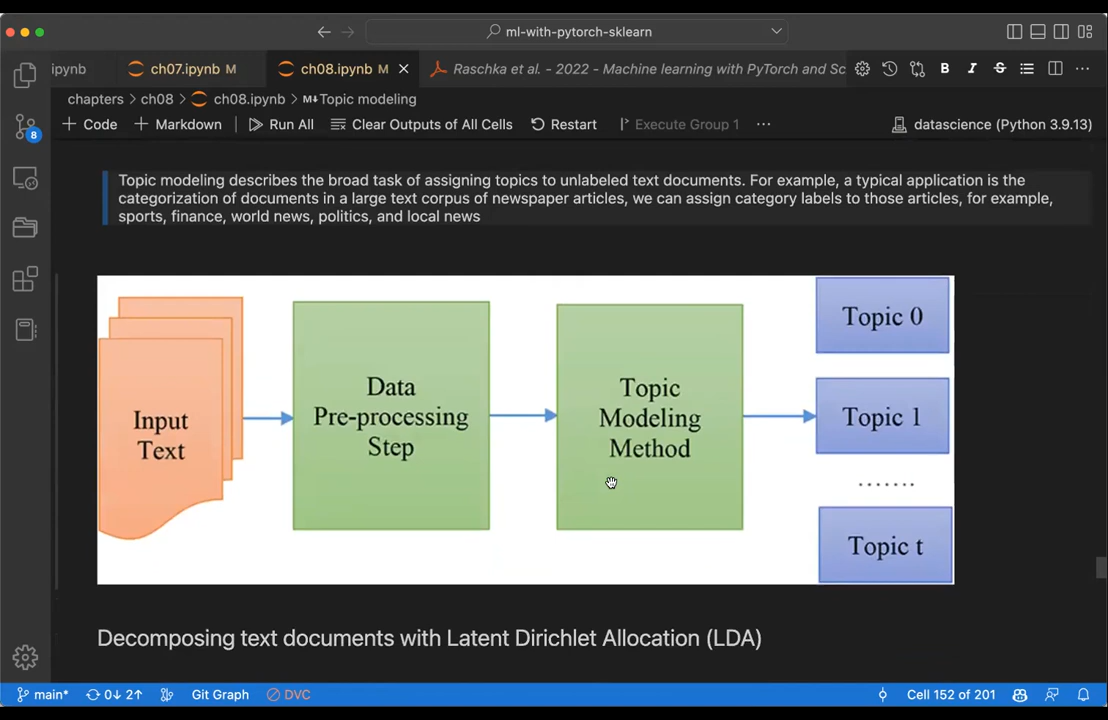 ml-with-pytorch-sklearn
ipynb ch07.ipynb M ch08.ipynb M Raschka et al. - 2022 - Machine learning with PyTorch and Sc B I S ...
chapters > ch08 > ch08.ipynb > M↓Topic modeling
+ Code + Markdown Run All Clear Outputs of All Cells Restart Execute Group 1 ... datascience (Python 3.9.13)
8
Topic modeling describes the broad task of assigning topics to unlabeled text documents. For example, a typical application is the
categorization of documents in a large text corpus of newspaper articles, we can assign category labels to those articles, for example,
sports, finance, world news, politics, and local news
Input
Text
Data
Pre-processing
Step
Topic
Modeling
Method
Topic 0
Topic 1
.......
Topic t
Decomposing text documents with Latent Dirichlet Allocation (LDA)
main* 0↓ 2↑ Git Graph DVC Cell 152 of 201